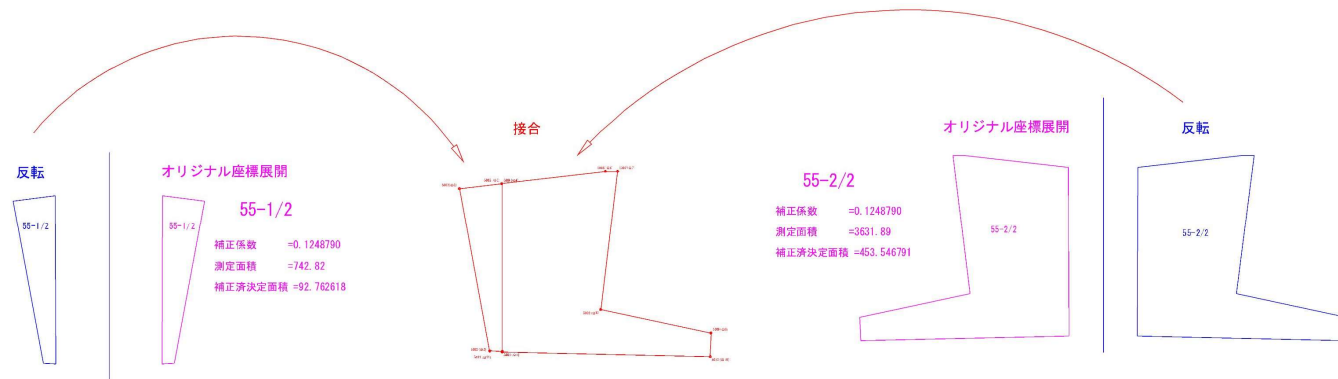 反転
55-1/2
オリジナル座標展開
55-1/2
55-1/2
補正係数 =0.1248790
測定面積 =742.82
補正済決定面積 =92.762618
接合
55-2/2
補正係数 =0.1248790
測定面積 =3631.89
補正済決定面積 =453.546791
オリジナル座標展開
55-2/2
反転
55-2/2